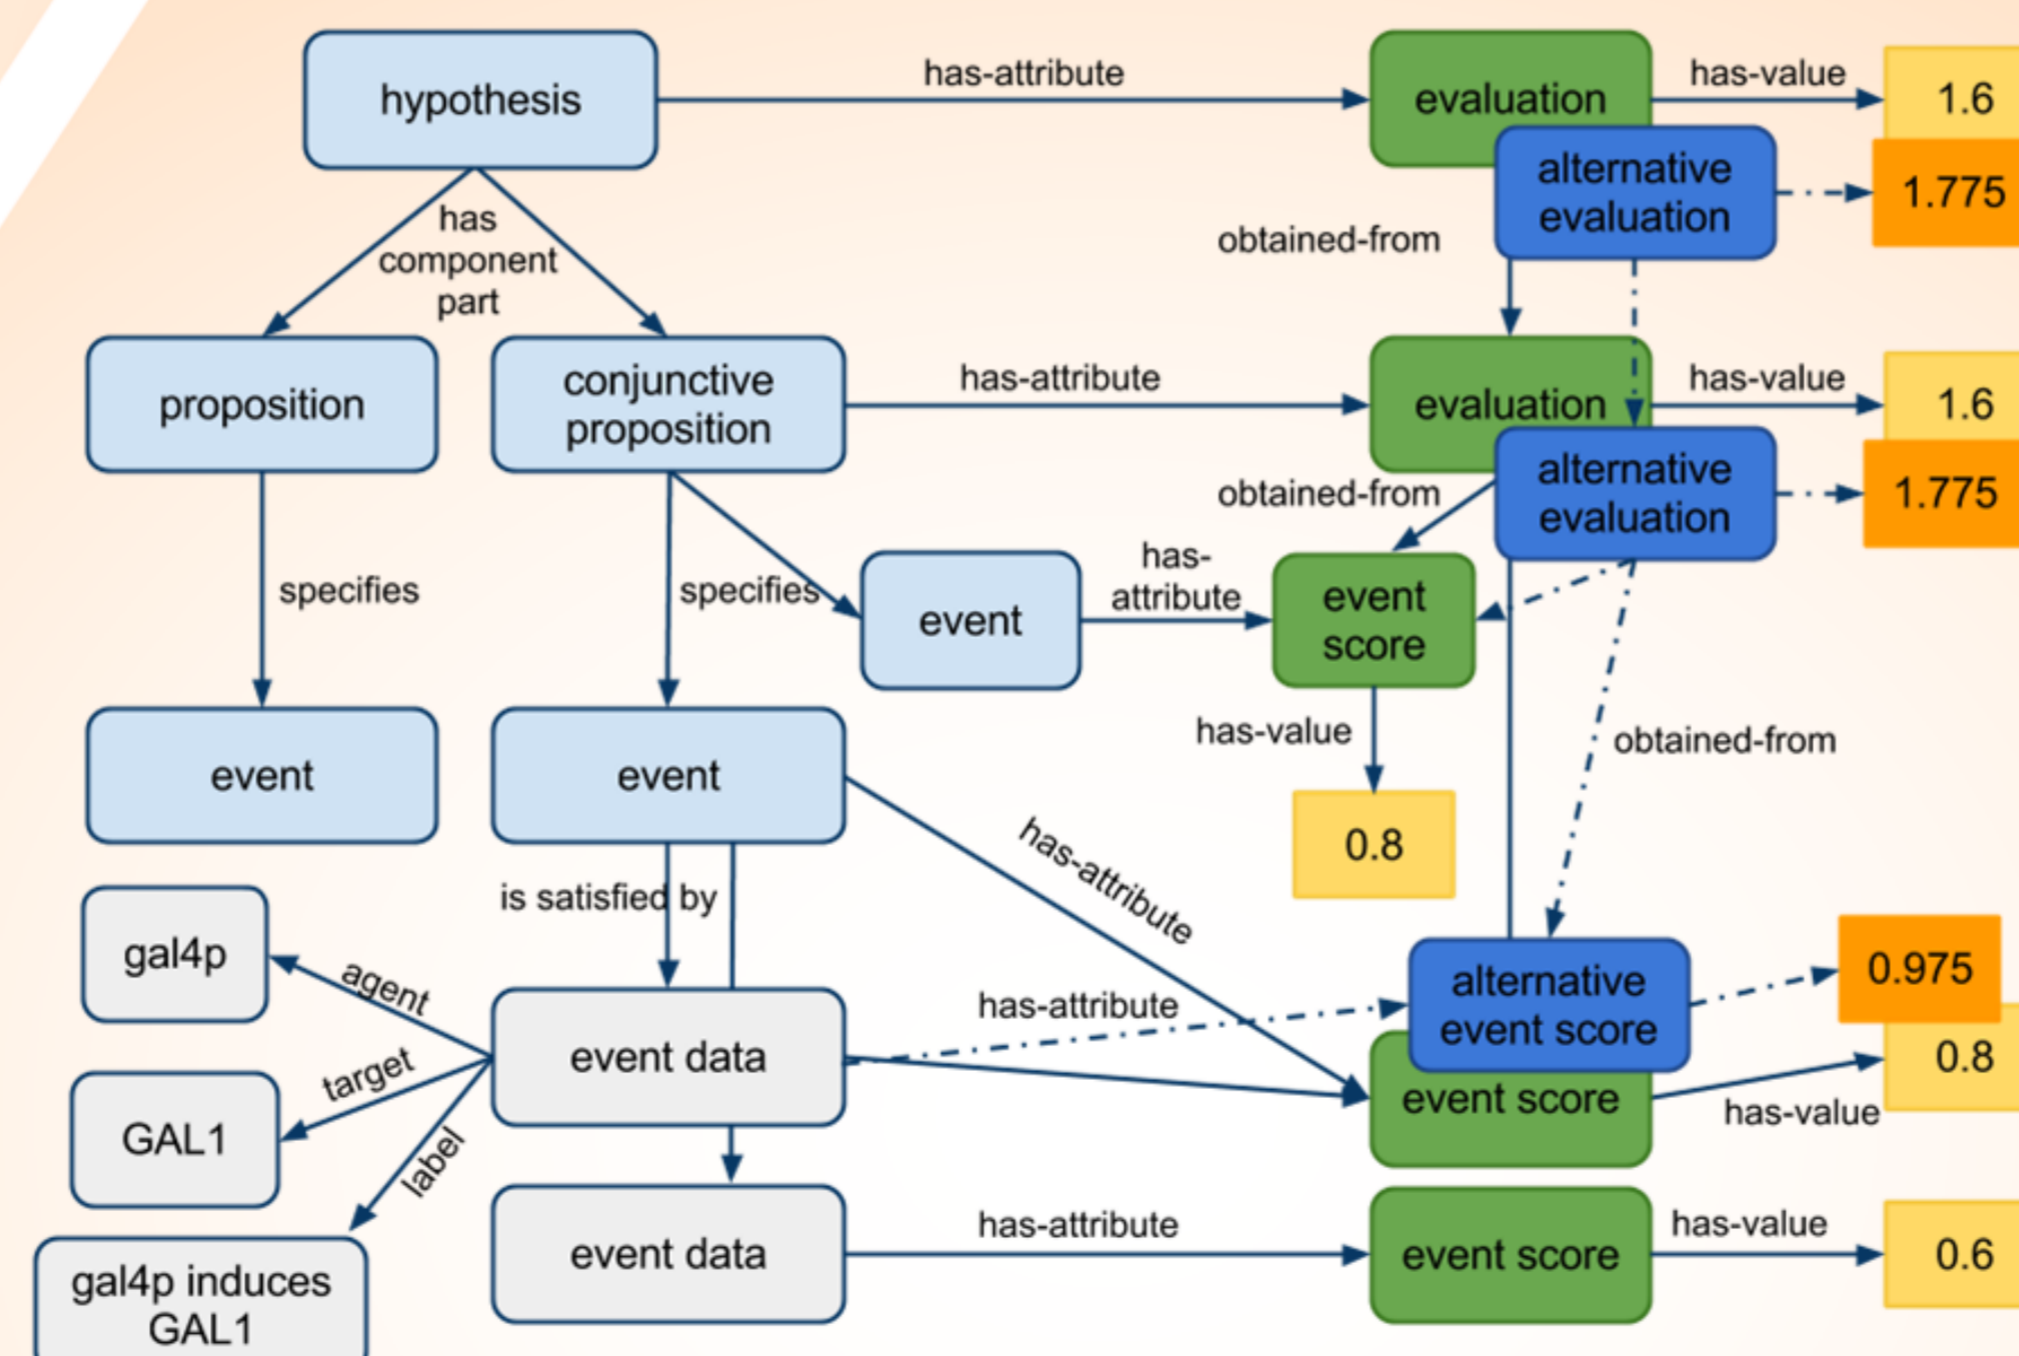 hypothesis
has-attribute
evaluation
has-value
1.6
alternative
evaluation
1.775
has
component
part
obtained-from
proposition
conjunctive
proposition
has-attribute
evaluation
has-value
1.6
alternative
evaluation
1.775
obtained-from
specifies
specifies
event
has-
attribute
event
score
has-value
0.8
obtained-from
event
event
is satisfied by
has-attribute
gal4p
agent
target
label
GAL1
gal4p induces
GAL1
event data
has-attribute
alternative
event score
0.975
event score
has-value
0.8
event data
has-attribute
event score
has-value
0.6